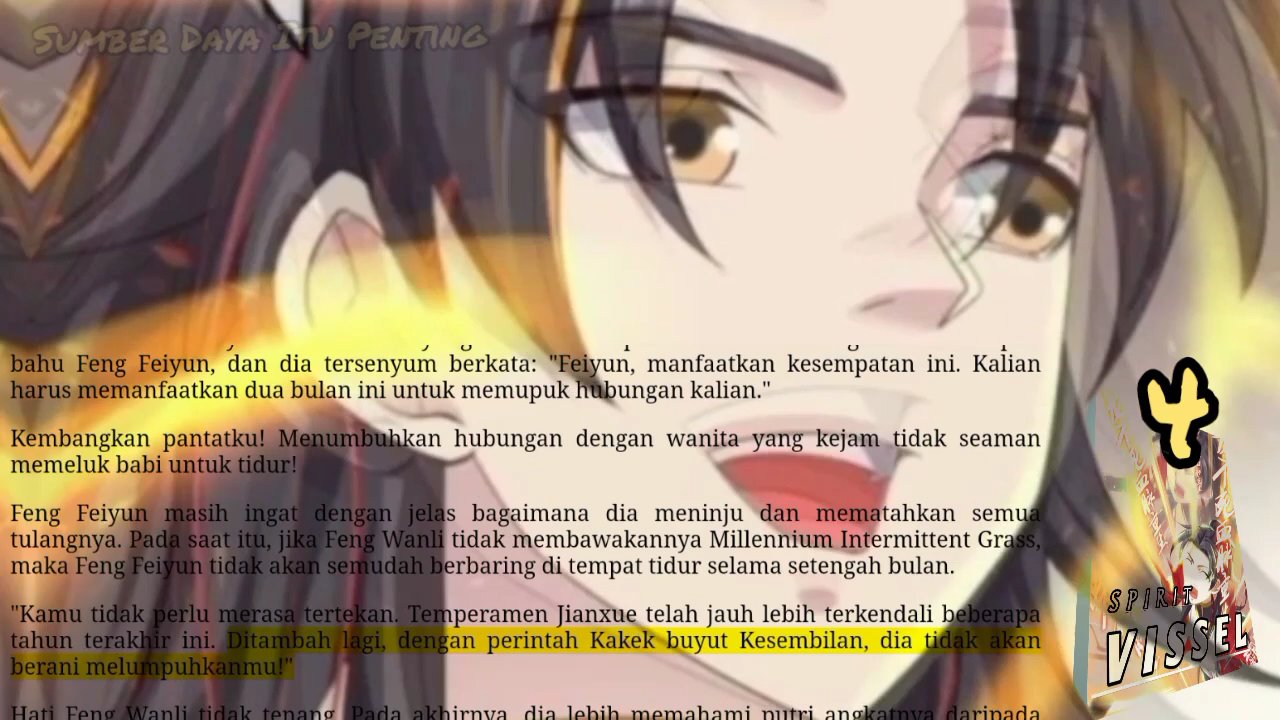 Sumber Daya Itu Penting
bahu Feng Feiyun, dan dia tersenyum berkata: "Feiyun, manfaatkan kesempatan ini. Kalian
harus memanfaatkan dua bulan ini untuk memupuk hubungan kalian."
Kembangkan pantatku! Menumbuhkan hubungan dengan wanita yang kejam tidak seaman
memeluk babi untuk tidur!
Feng Feiyun masih ingat dengan jelas bagaimana dia meninju dan mematahkan semua
tulangnya. Pada saat itu, jika Feng Wanli tidak membawakannya Millennium Intermittent Grass,
maka Feng Feiyun tidak akan semudah berbaring di tempat tidur selama setengah bulan.
"Kamu tidak perlu merasa tertekan. Temperamen Jianxue telah jauh lebih terkendali beberapa
tahun terakhir ini. Ditambah lagi, dengan perintah Kakek buyut Kesembilan, dia tidak akan
berani melumpuhkanmu!"
Hati Feng Wanli tidak tenang. Pada akhirnya, dia lebih memahami putri angkatnya daripada
4
SPIRIT
VISSEL